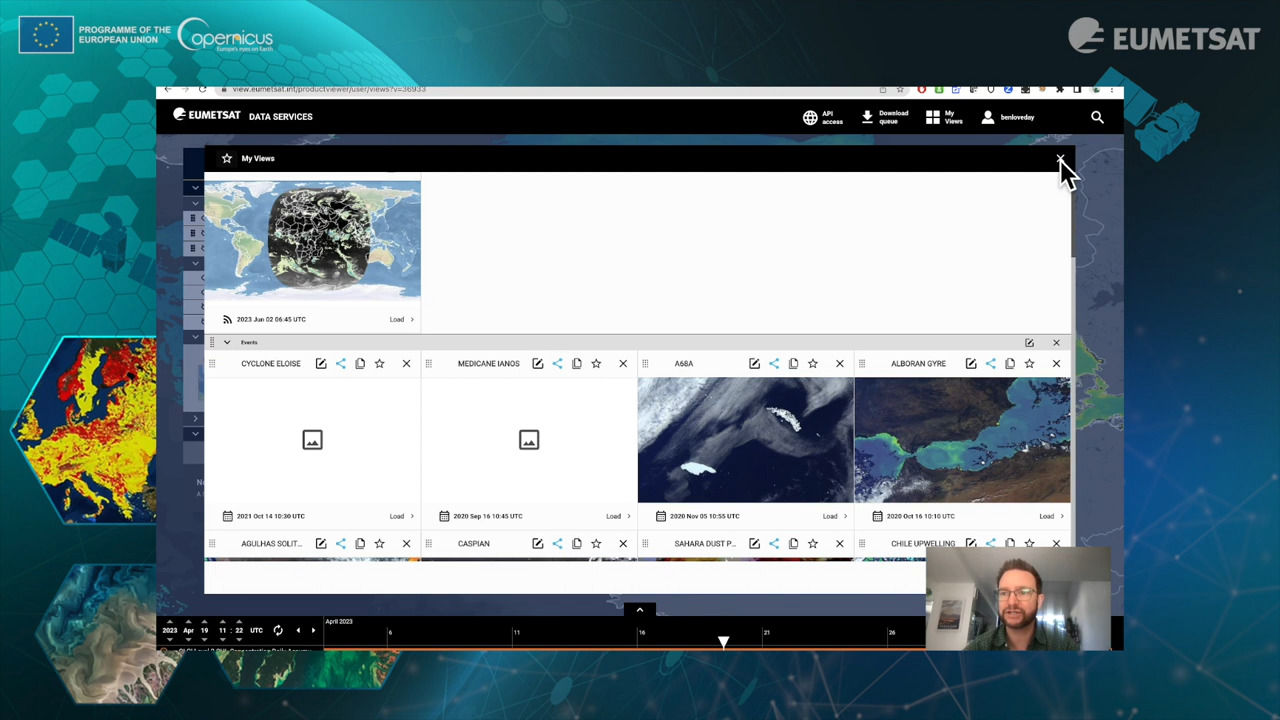 PROGRAMME OF THE
EUROPEAN UNION
opernicus
Europe's eyes on Earth
EUMETSAT
view.eumetsat.int/productviewer/user/views?v=36933
EUMETSAT DATA SERVICES
API
access
Download
queue
My
Views
benloveday
My Views
2023 Jun 02 06:45 UTC Load
Events
CYCLONE ELOISE
MEDICANE IANOS
A68A
ALBORAN GYRE
2021 Oct 14 10:30 UTC Load
2020 Sep 16 10:45 UTC Load
2020 Nov 05 10:55 UTC Load
2020 Oct 16 10:10 UTC Load
AGULHAS SOLIT...
CASPIAN
SAHARA DUST P...
CHILE UPWELLING
April 2023
2023 Apr 19 11 : 22 UTC
6 11 16 21 26